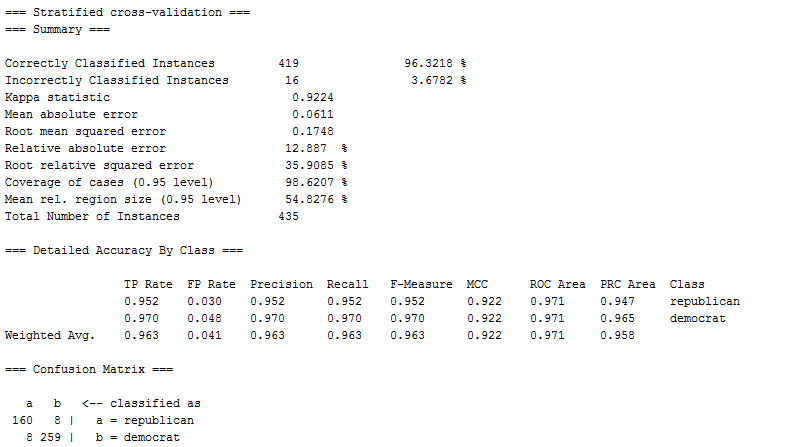 === Stratified cross-validation ===
=== Summary ===
Correctly Classified Instances 419 96.3218 %
Incorrectly Classified Instances 16 3.6782 %
Kappa statistic 0.9224
Mean absolute error 0.0611
Root mean squared error 0.1748
Relative absolute error 12.887 %
Root relative squared error 35.9085 %
Coverage of cases (0.95 level) 98.6207 %
Mean rel. region size (0.95 level) 54.8276 %
Total Number of Instances 435
=== Detailed Accuracy By Class ===
TP Rate FP Rate Precision Recall F-Measure MCC ROC Area PRC Area Class
0.952 0.030 0.952 0.952 0.952 0.922 0.971 0.947 republican
0.970 0.048 0.970 0.970 0.970 0.922 0.971 0.965 democrat
Weighted Avg. 0.963 0.041 0.963 0.963 0.963 0.922 0.971 0.958
=== Confusion Matrix ===
a b <-- classified as
160 8 | a = republican
8 259 | b = democrat